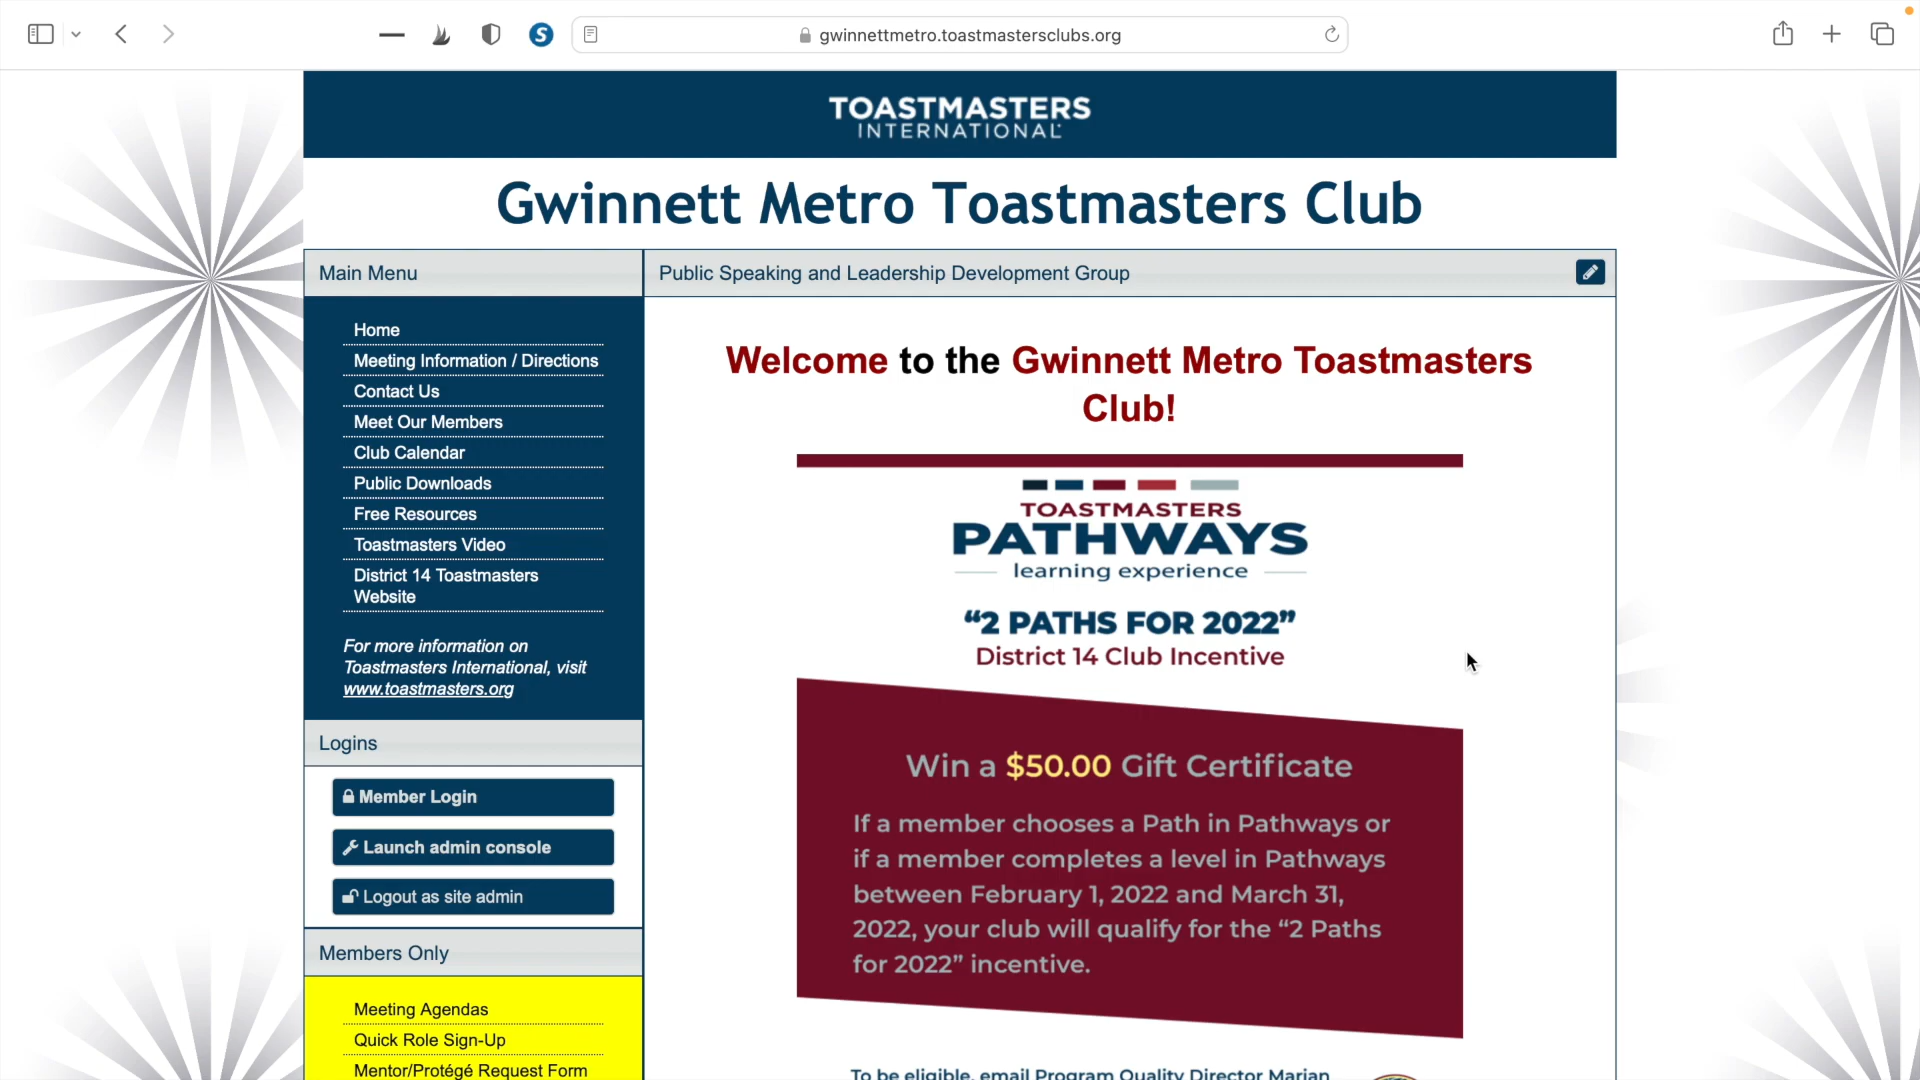 gwinnettmetro.toastmastersclubs.org
TOASTMASTERS
INTERNATIONAL
Gwinnett Metro Toastmasters Club
Main Menu
Home
Meeting Information / Directions
Contact Us
Meet Our Members
Club Calendar
Public Downloads
Free Resources
Toastmasters Video
District 14 Toastmasters
Website
For more information on
Toastmasters International, visit
www.toastmasters.org
Logins
Member Login
Launch admin console
Logout as site admin
Members Only
Meeting Agendas
Quick Role Sign-Up
Mentor/Protégé Request Form
Public Speaking and Leadership Development Group
Welcome to the Gwinnett Metro Toastmasters
Club!
TOASTMASTERS
PATHWAYS
learning experience
“2 PATHS FOR 2022”
District 14 Club Incentive
Win a $50.00 Gift Certificate
If a member chooses a Path in Pathways or
if a member completes a level in Pathways
between February 1, 2022 and March 31,
2022, your club will qualify for the “2 Paths
for 2022” incentive.
To be eligible, email Program Quality Director Marian